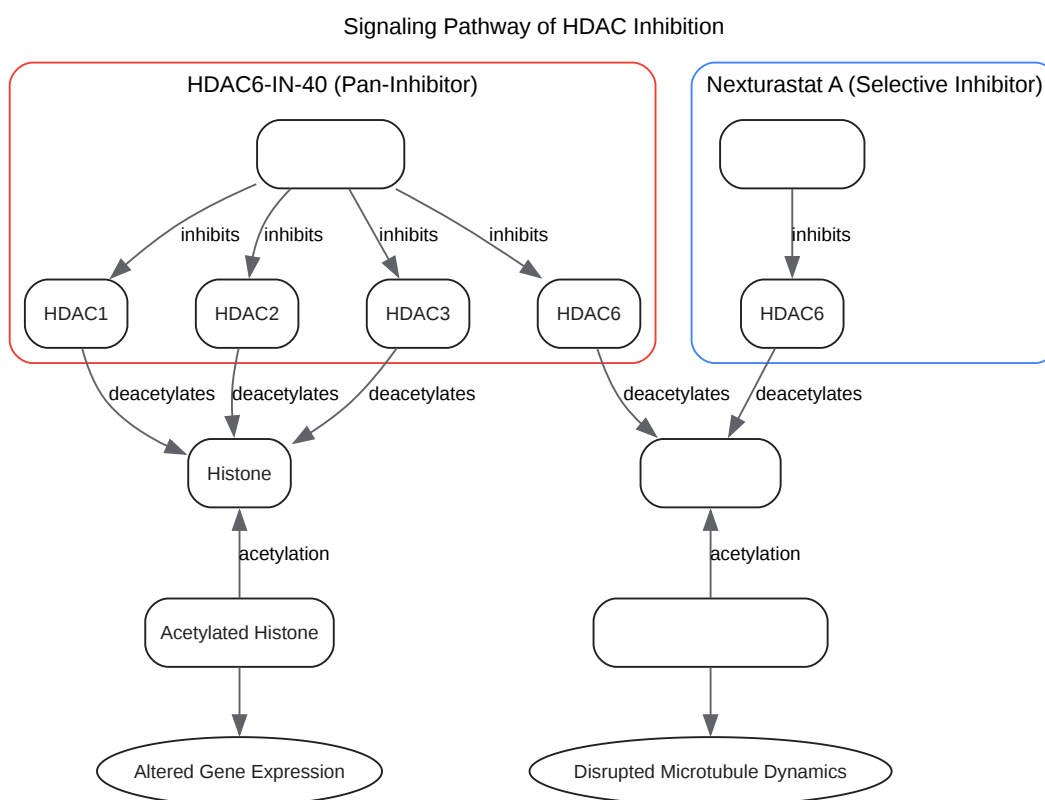 Signaling Pathway of HDAC Inhibition
HDAC6-IN-40 (Pan-Inhibitor)
Nexturastat A (Selective Inhibitor)
inhibits
inhibits
inhibits
inhibits
inhibits
HDAC1
HDAC2
HDAC3
HDAC6
HDAC6
deacetylates
deacetylates
deacetylates
deacetylates
deacetylates
Histone
acetylation
acetylation
Acetylated Histone
Altered Gene Expression
Disrupted Microtubule Dynamics